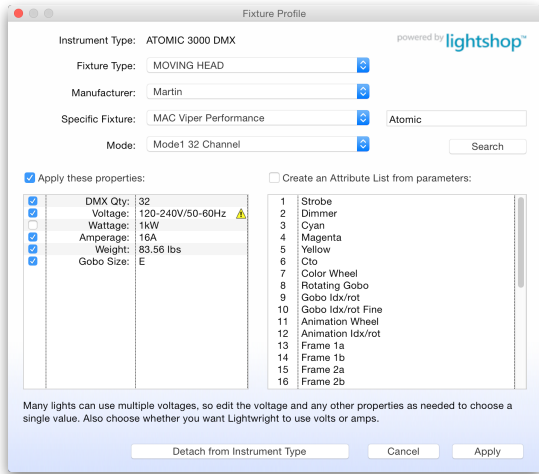 Fixture Profile
Instrument Type: ATOMIC 3000 DMX
powered by lightshop™
Fixture Type: MOVING HEAD
Manufacturer: Martin
Specific Fixture: MAC Viper Performance
Atomic
Mode: Mode1 32 Channel
Search
Apply these properties:
Create an Attribute List from parameters:
DMX Qty: 32
Voltage: 120-240V/50-60Hz
Wattage: 1kW
Amperage: 16A
Weight: 83.56 lbs
Gobo Size: E
1 Strobe
2 Dimmer
3 Cyan
4 Magenta
5 Yellow
6 Cto
7 Color Wheel
8 Rotating Gobo
9 Gobo Idx/rot
10 Gobo Idx/rot Fine
11 Animation Wheel
12 Animation Idx/rot
13 Frame 1a
14 Frame 1b
15 Frame 2a
16 Frame 2b
Many lights can use multiple voltages, so edit the voltage and any other properties as needed to choose a
single value. Also choose whether you want Lightwright to use volts or amps.
Detach from Instrument Type
Cancel
Apply